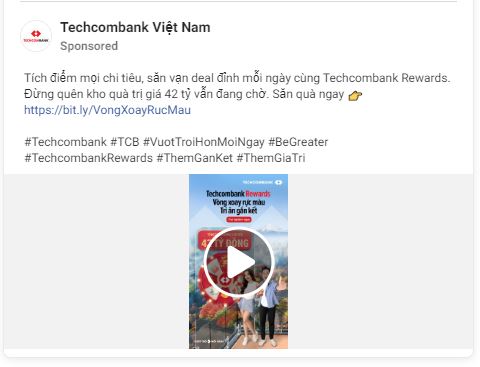 Techcombank Việt Nam
TECHCOMBANK
Sponsored
Tích điểm mọi chi tiêu, săn vạn deal đỉnh mỗi ngày cùng Techcombank Rewards.
Đừng quên kho quà trị giá 42 tỷ vẫn đang chờ. Săn quà ngay 👉
https://bit.ly/VongXoayRucMau
#Techcombank #TCB #VuotTroiHonMoiNgay #BeGreater
#TechcombankRewards #ThemGanKet #ThemGiaTri
TECHCOMBANK
Techcombank Rewards
Vòng xoay rực màu
Tri ân gắn kết
42 TỶ ĐỒNG